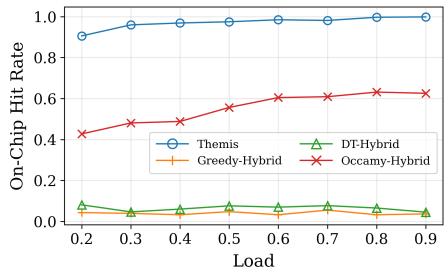 On-Chip Hit Rate
1.0
0.8
0.6
0.4
0.2
0.0
Themis
Greedy-Hybrid
DT-Hybrid
Occamy-Hybrid
0.2 0.3 0.4 0.5 0.6 0.7 0.8 0.9
Load